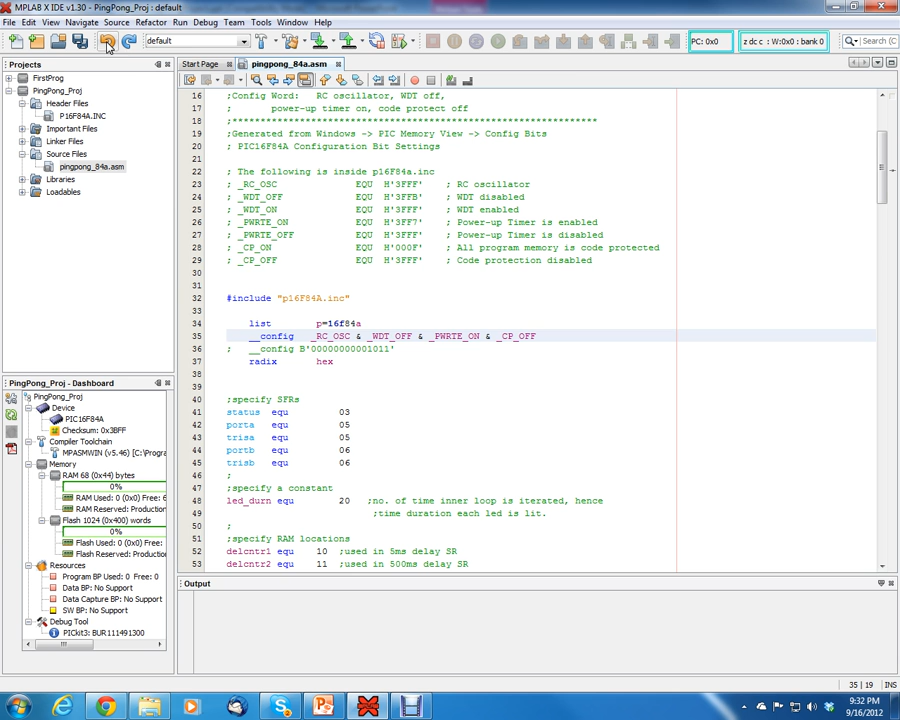 MPLAB X IDE v1.30 - PingPong_Proj : default
File Edit View Navigate Source Refactor Run Debug Team Tools Window Help
default
PC: 0x0
z dc c : W:0x0 : bank 0
Search (C
Projects
FirstProg
PingPong_Proj
Header Files
P16F84A.INC
Important Files
Linker Files
Source Files
pingpong_84a.asm
Libraries
Loadables
PingPong_Proj - Dashboard
PingPong_Proj
Device
PIC16F84A
Checksum: 0x3BFF
Compiler Toolchain
MPASMWIN (v5.46) [C:\Progra
Memory
RAM 68 (0x44) bytes
0%
RAM Used: 0 (0x0) Free: 6
RAM Reserved: Productio
Flash 1024 (0x400) words
0%
Flash Used: 0 (0x0) Free:
Flash Reserved: Productio
Resources
Program BP Used: 0 Free: 0
Data BP: No Support
Data Capture BP: No Support
SW BP: No Support
Debug Tool
PICkit3: BUR111491300
Start Page
pingpong_84a.asm
16 ;Config Word: RC oscillator, WDT off,
17 ; power-up timer on, code protect off
18 ;*****************************************************************
19 ;Generated from Windows -> PIC Memory View -> Config Bits
20 ; PIC16F84A Configuration Bit Settings
21
22 ; The following is inside p16f84a.inc
23 ; _RC_OSC EQU H'3FFF' ; RC oscillator
24 ; _WDT_OFF EQU H'3FFB' ; WDT disabled
25 ; _WDT_ON EQU H'3FFF' ; WDT enabled
26 ; _PWRTE_ON EQU H'3FF7' ; Power-up Timer is enabled
27 ; _PWRTE_OFF EQU H'3FFF' ; Power-up Timer is disabled
28 ; _CP_ON EQU H'000F' ; All program memory is code protected
29 ; _CP_OFF EQU H'3FFF' ; Code protection disabled
30
31
32 #include "p16F84A.inc"
33
34 list p=16f84a
35 __config _RC_OSC & _WDT_OFF & _PWRTE_ON & _CP_OFF
36 ; __config B'00000000001011'
37 radix hex
38
39
40 ;specify SFRs
41 status equ 03
42 porta equ 05
43 trisa equ 05
44 portb equ 06
45 trisb equ 06
46 ;
47 ;specify a constant
48 led_durn equ 20 ;no. of time inner loop is iterated, hence
49 ;time duration each led is lit.
50 ;
51 ;specify RAM locations
52 delcntr1 equ 10 ;used in 5ms delay SR
53 delcntr2 equ 11 ;used in 500ms delay SR
Output
35 | 19 INS
9:32 PM
9/16/2012